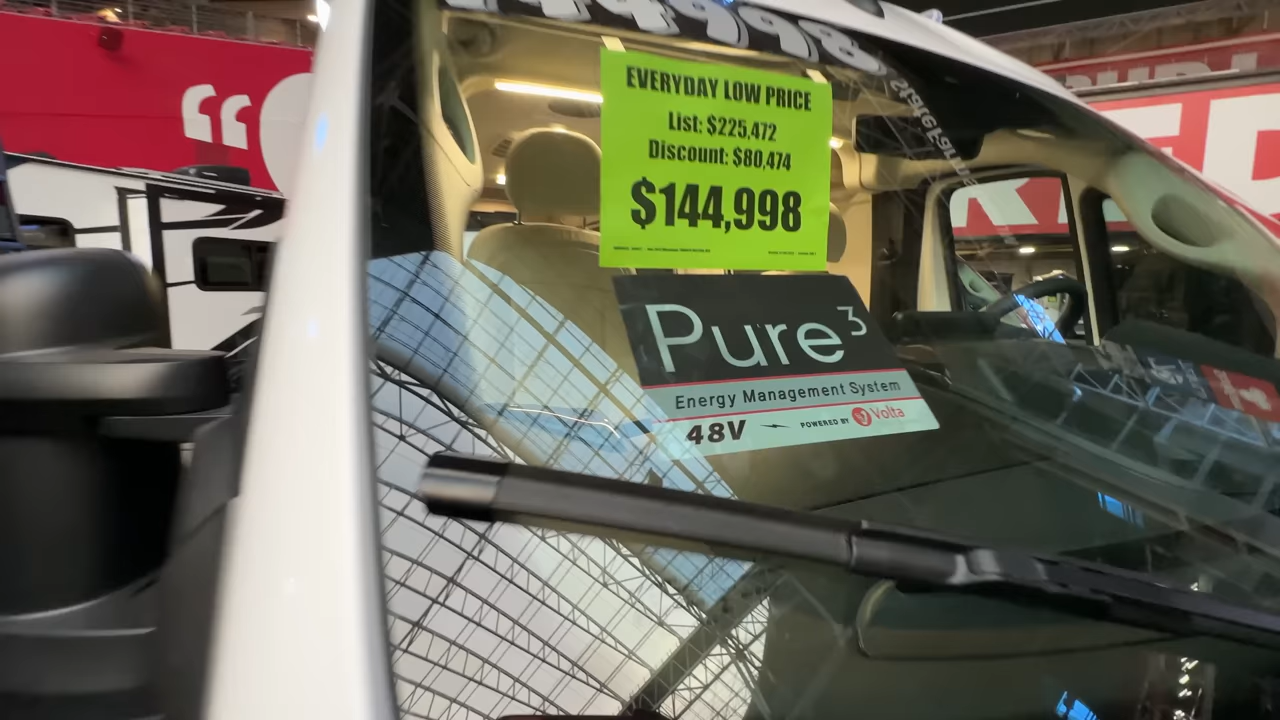 44998
EVERYDAY LOW PRICE
List: $225,472
Discount: $80,474
$144,998
Pure³
Energy Management System
48V
POWERED BY Volta
“